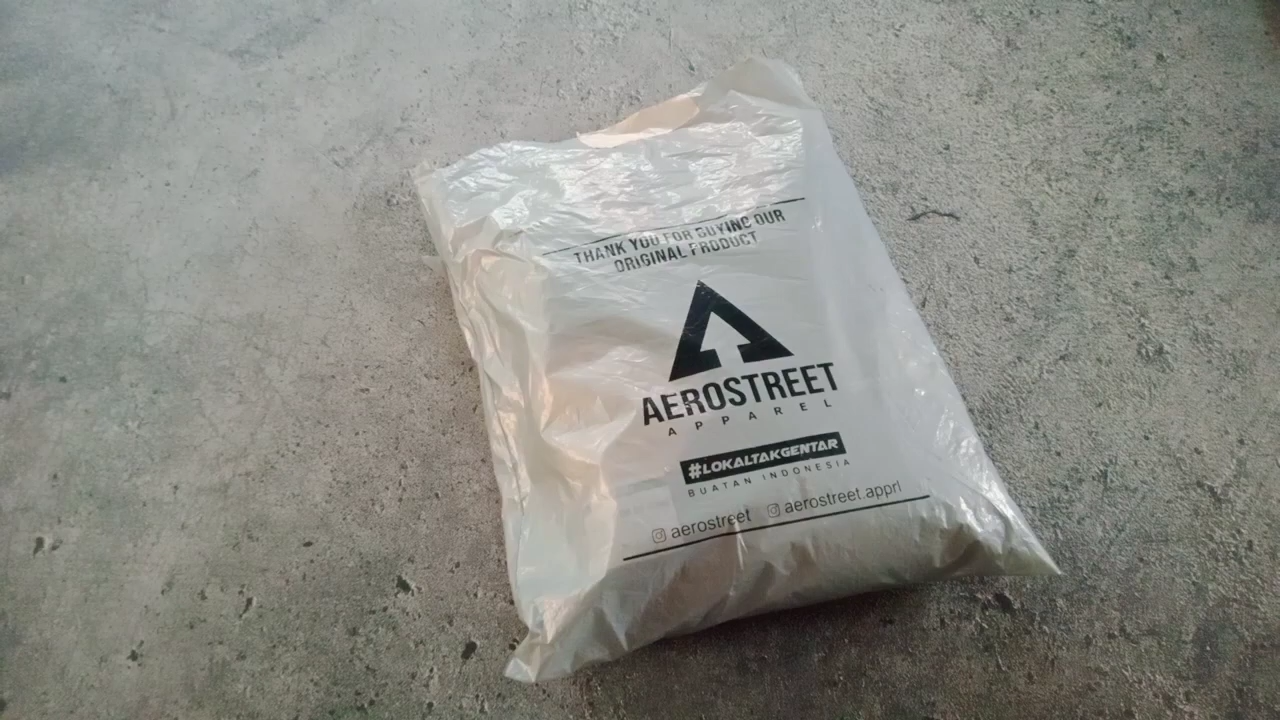 THANK YOU FOR BUYING OUR
ORIGINAL PRODUCT
AEROSTREET
APPAREL
#LOKALTAKGENTAR
BUATAN INDONESIA
aerostreet aerostreet.apprl